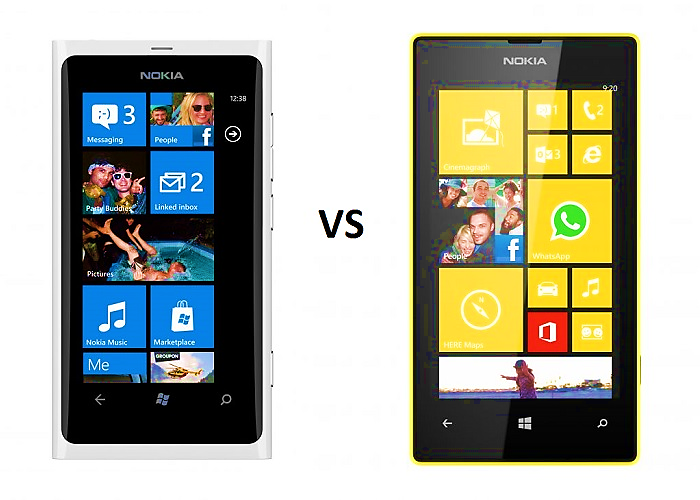 NOKIA
12:38
3
Messaging
People
f
Party Buddies
2
Linked inbox
Pictures
Nokia Music
Marketplace
Me
GROUPON
VS
NOKIA
9:20
Cinemagraph
1
2
3
People
f
WhatsApp
HERE Maps